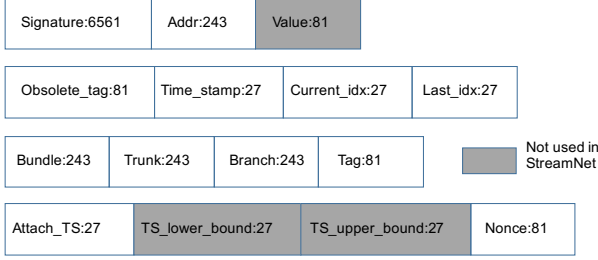 Signature:6561 Addr:243 Value:81
Obsolete_tag:81 Time_stamp:27 Current_idx:27 Last_idx:27
Bundle:243 Trunk:243 Branch:243 Tag:81
Not used in
StreamNet
Attach_TS:27 TS_lower_bound:27 TS_upper_bound:27 Nonce:81